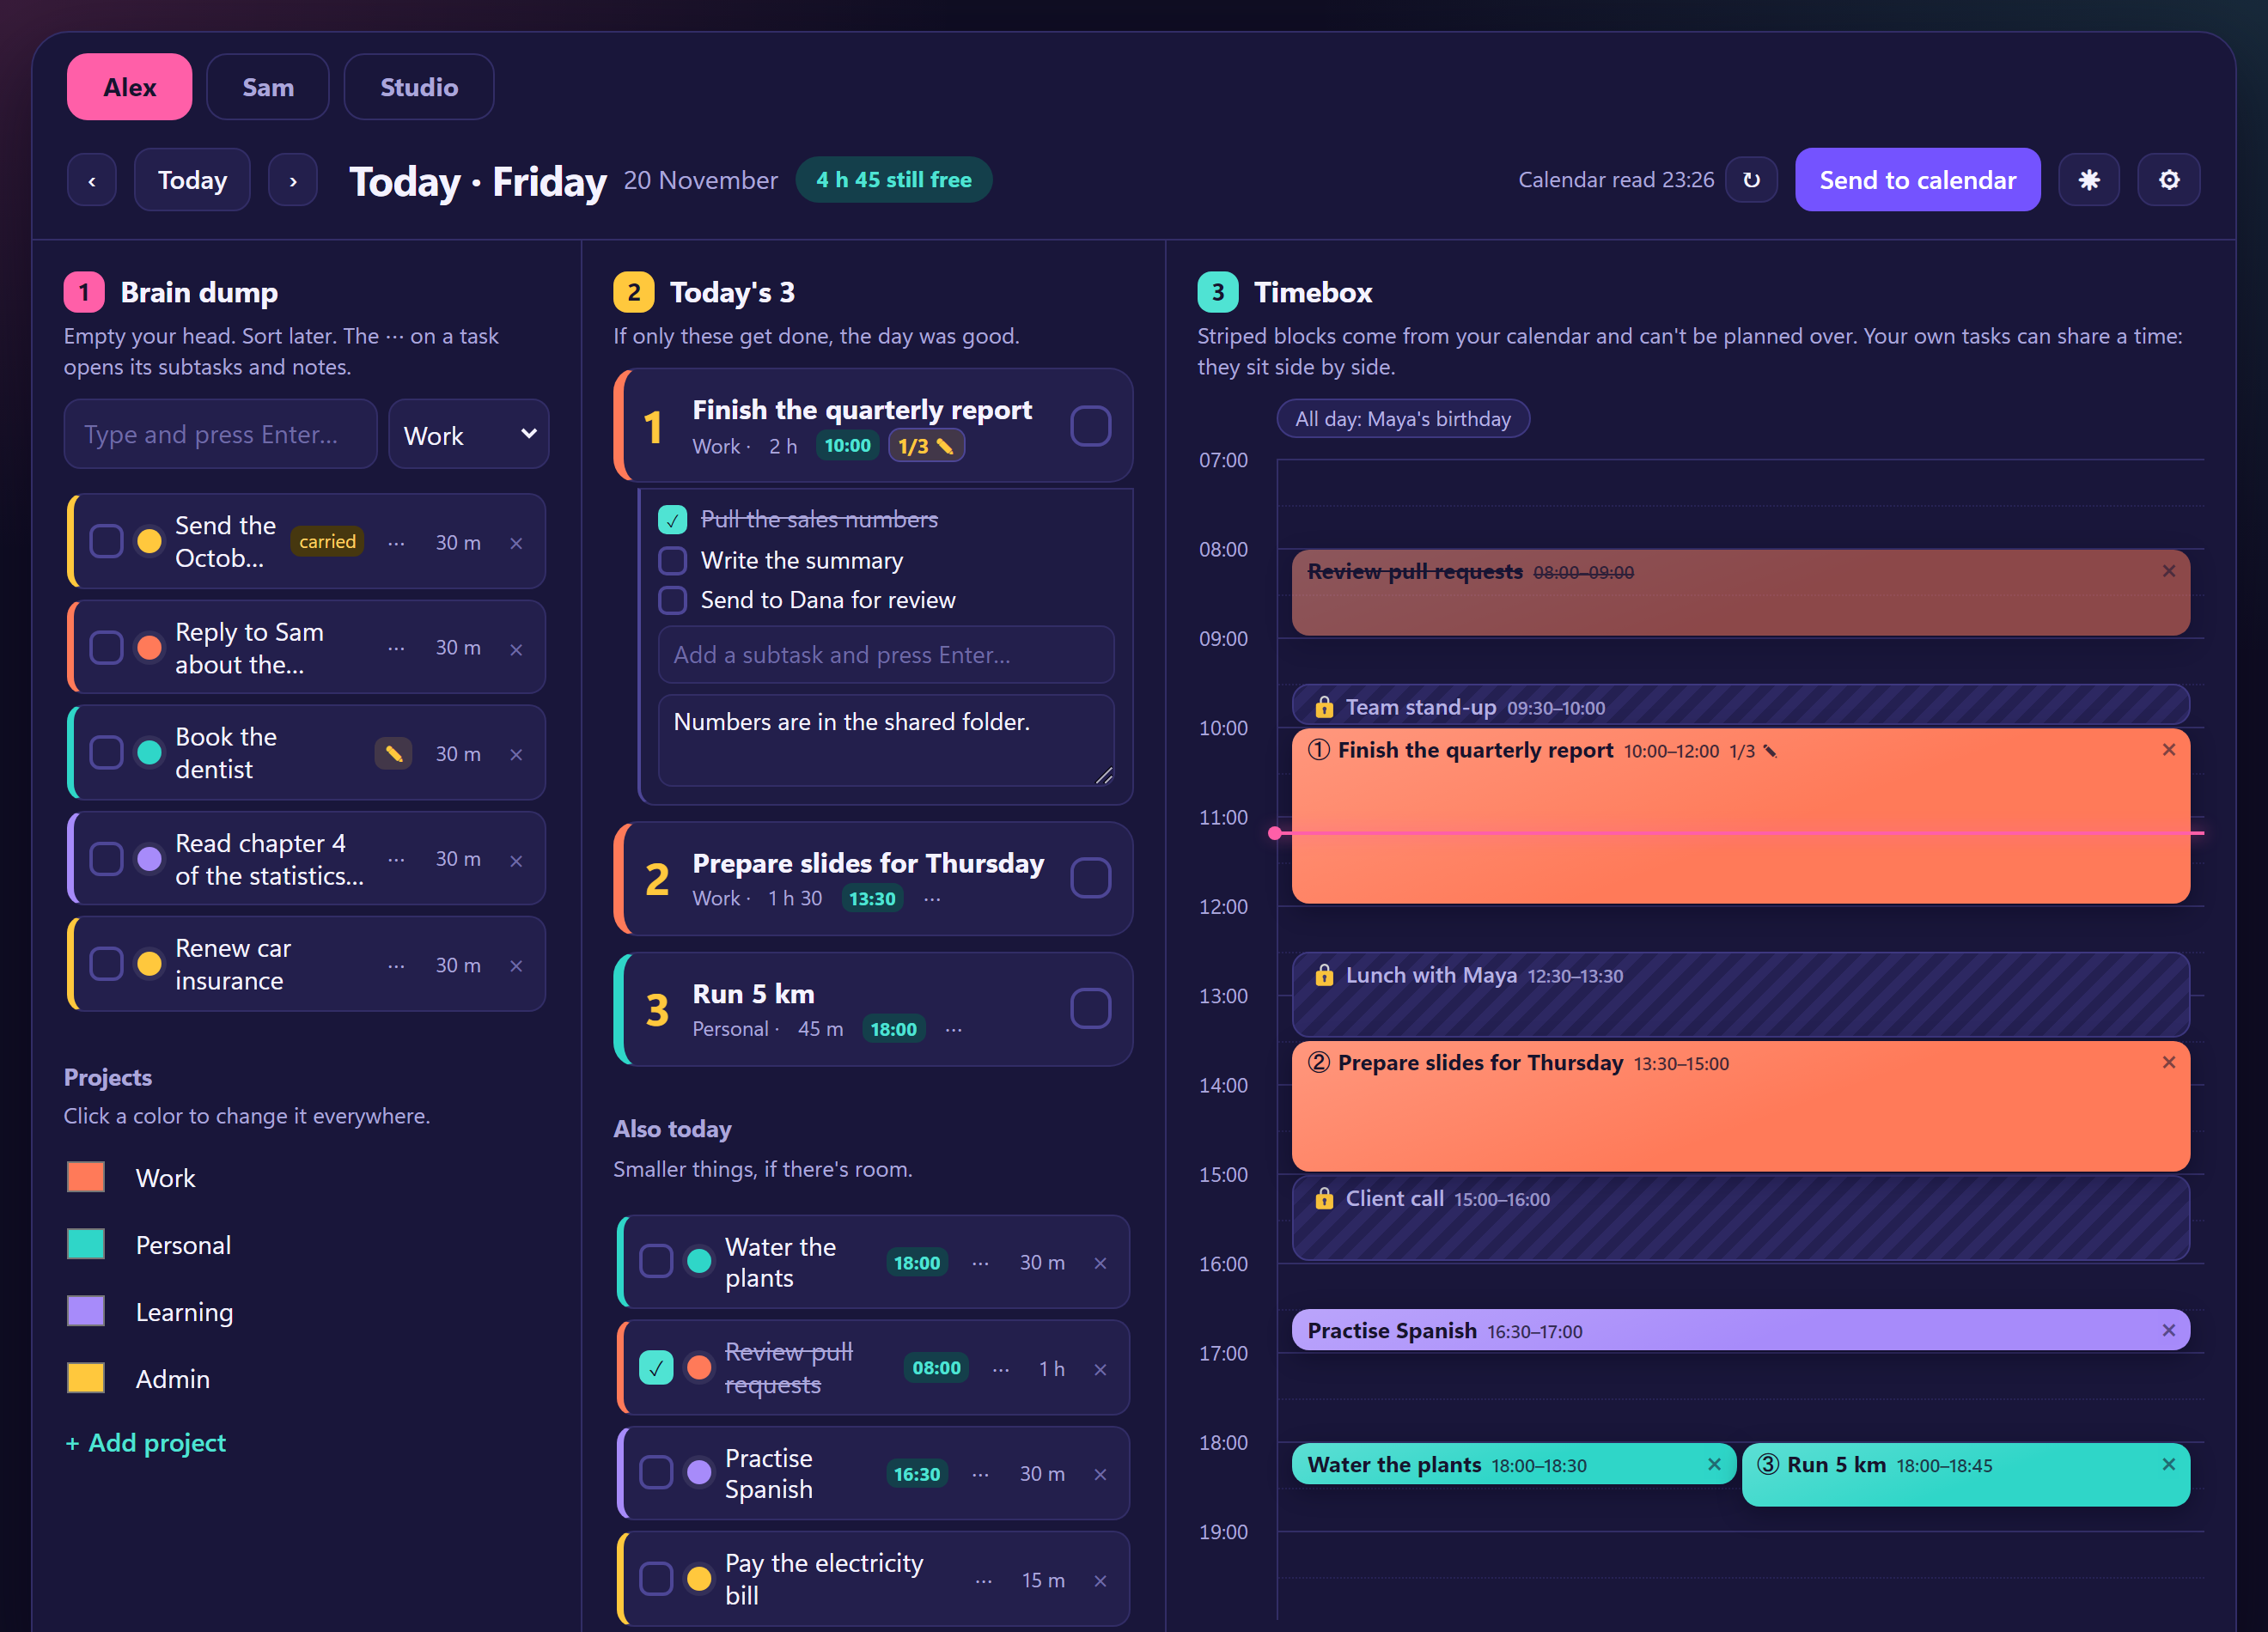 Alex
Sam
Studio
‹
Today
›
Today · Friday 20 November
4 h 45 still free
Calendar read 23:26
↻
Send to calendar
1 Brain dump
Empty your head. Sort later. The ··· on a task
opens its subtasks and notes.
Type and press Enter...
Work
Send the
Octob...
carried
···
30 m
×
Reply to Sam
about the...
···
30 m
×
Book the
dentist
30 m
×
Read chapter 4
of the statistics...
···
30 m
×
Renew car
insurance
···
30 m
×
Projects
Click a color to change it everywhere.
Work
Personal
Learning
Admin
+ Add project
2 Today's 3
If only these get done, the day was good.
1
Finish the quarterly report
Work · 2 h 10:00 1/3
Pull the sales numbers
Write the summary
Send to Dana for review
Add a subtask and press Enter...
Numbers are in the shared folder.
2
Prepare slides for Thursday
Work · 1 h 30 13:30 ···
3
Run 5 km
Personal · 45 m 18:00 ···
Also today
Smaller things, if there's room.
Water the
plants
18:00
···
30 m
×
Review pull
requests
08:00
···
1 h
×
Practise
Spanish
16:30
···
30 m
×
Pay the electricity
bill
···
15 m
×
3 Timebox
Striped blocks come from your calendar and can't be planned over. Your own tasks can share a time:
they sit side by side.
All day: Maya's birthday
07:00
08:00
Review pull requests 08:00–09:00 ×
09:00
Team stand-up 09:30–10:00
10:00
① Finish the quarterly report 10:00–12:00 1/3 ×
11:00
12:00
Lunch with Maya 12:30–13:30
13:00
② Prepare slides for Thursday 13:30–15:00 ×
14:00
15:00
Client call 15:00–16:00
16:00
Practise Spanish 16:30–17:00 ×
17:00
18:00
Water the plants 18:00–18:30 ×
③ Run 5 km 18:00–18:45 ×
19:00